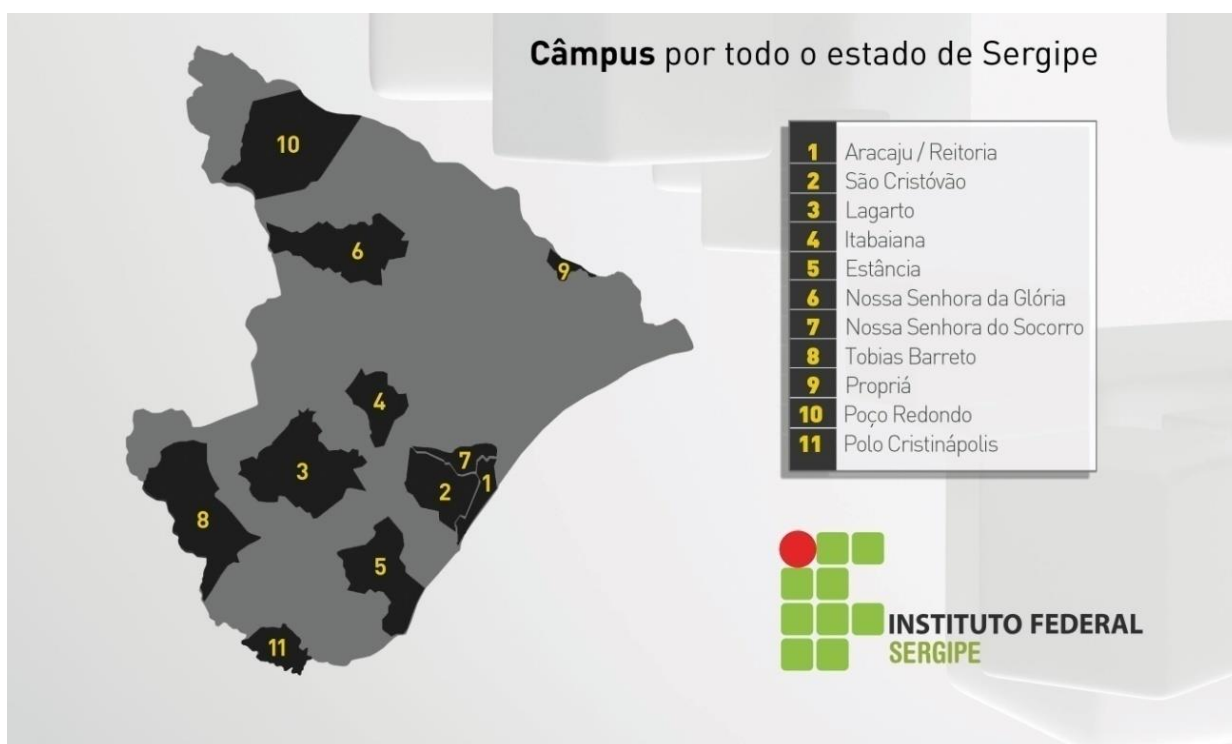 Câmpus por todo o estado de Sergipe
10
6
9
4
3
7
2
1
8
5
11
1 Aracaju / Reitoria
2 São Cristóvão
3 Lagarto
4 Itabaiana
5 Estância
6 Nossa Senhora da Glória
7 Nossa Senhora do Socorro
8 Tobias Barreto
9 Propriá
10 Poço Redondo
11 Polo Cristinápolis
INSTITUTO FEDERAL
SERGIPE